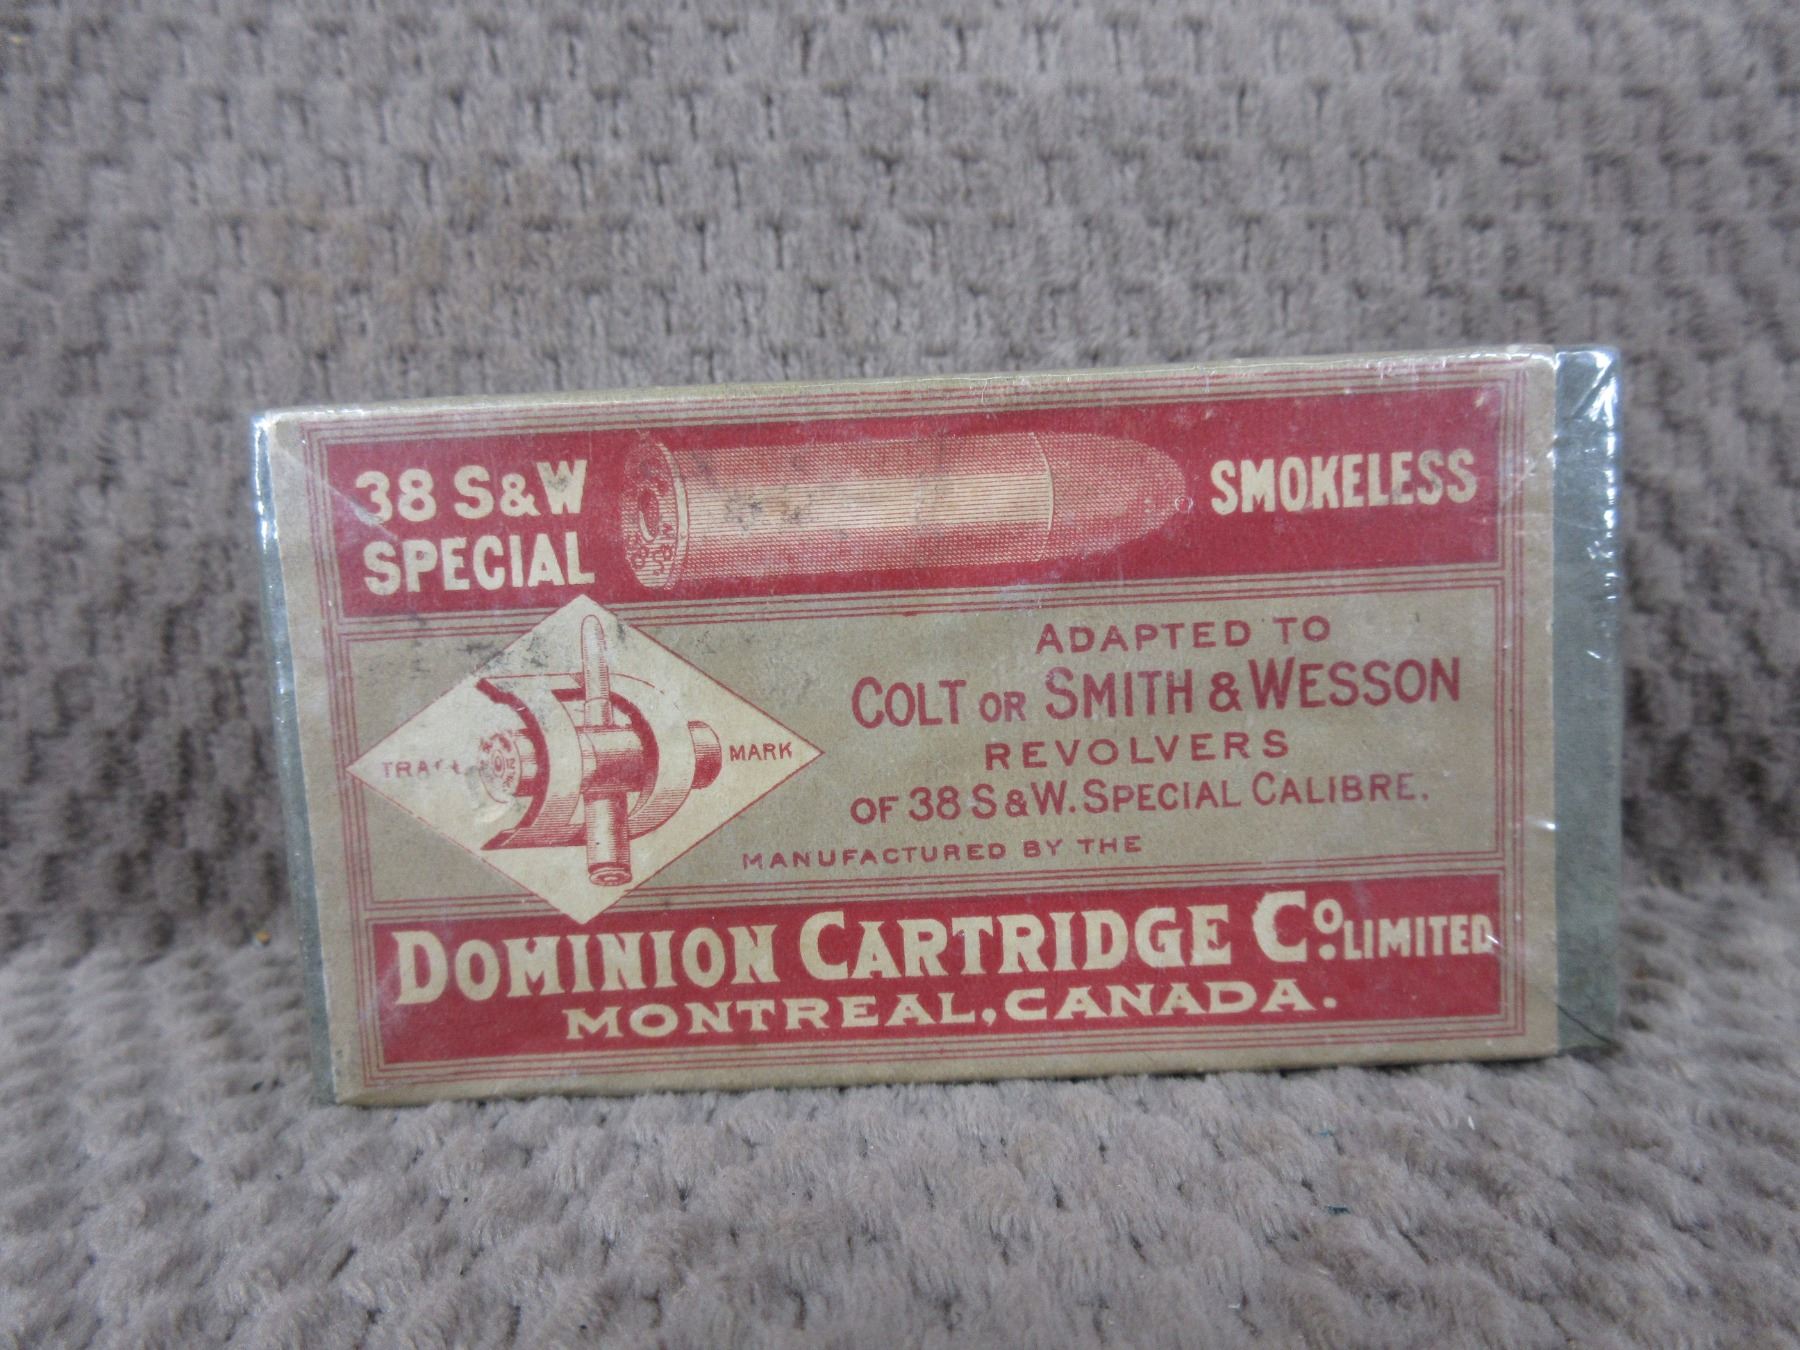 38 S&W
SPECIAL
SMOKELESS
MARK
ADAPTED TO
COLT OR SMITH & WESSON
REVOLVERS
OF 38 S&W. SPECIAL CALIBRE.
MANUFACTURED BY THE
DOMINION CARTRIDGE Co. LIMITED
MONTREAL, CANADA.